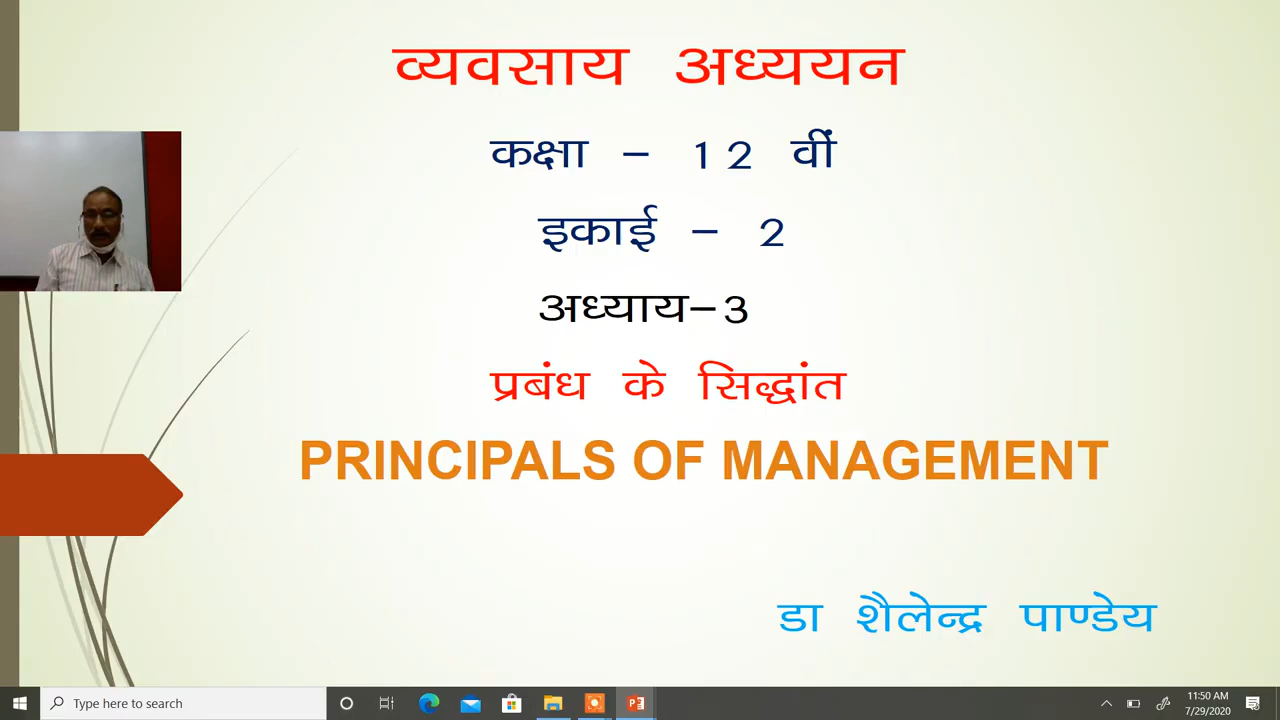 व्यवसाय अध्ययन
कक्षा – 12 वीं
इकाई – 2
अध्याय–3
प्रबंध के सिद्धांत
PRINCIPALS OF MANAGEMENT
डा शैलेन्द्र पाण्डेय
Type here to search
11:50 AM
7/29/2020